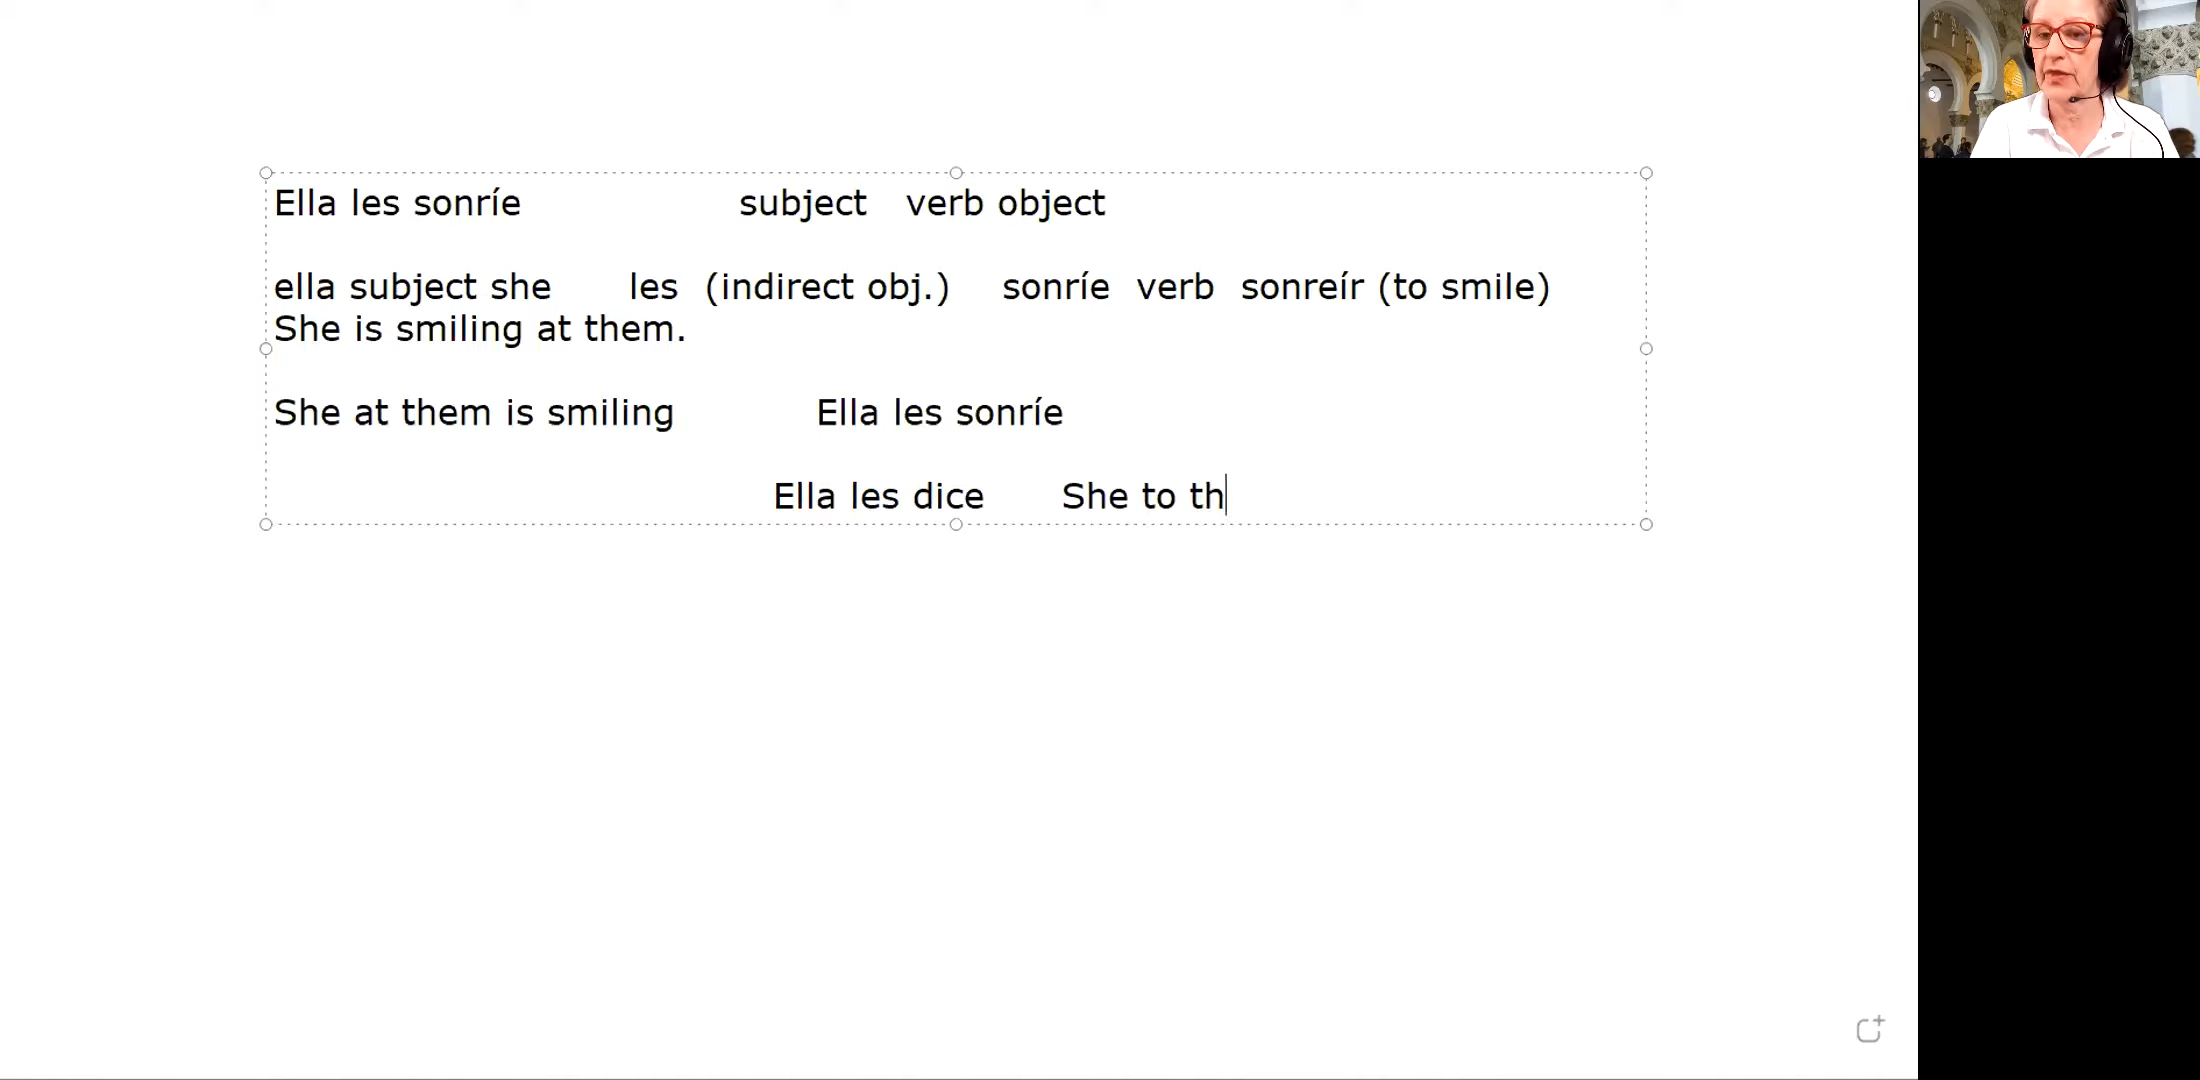 Ella les sonríe subject verb object
ella subject she les (indirect obj.) sonríe verb sonreír (to smile)
She is smiling at them.
She at them is smiling Ella les sonríe
Ella les dice She to th